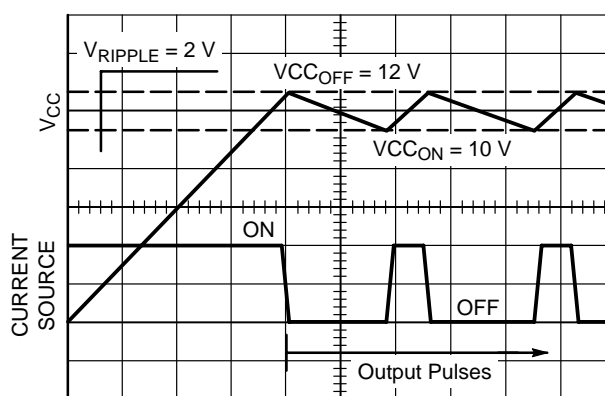 V_RIPPLE = 2 V
VCC_OFF = 12 V
V_CC
VCC_ON = 10 V
ON
CURRENT
SOURCE
OFF
Output Pulses